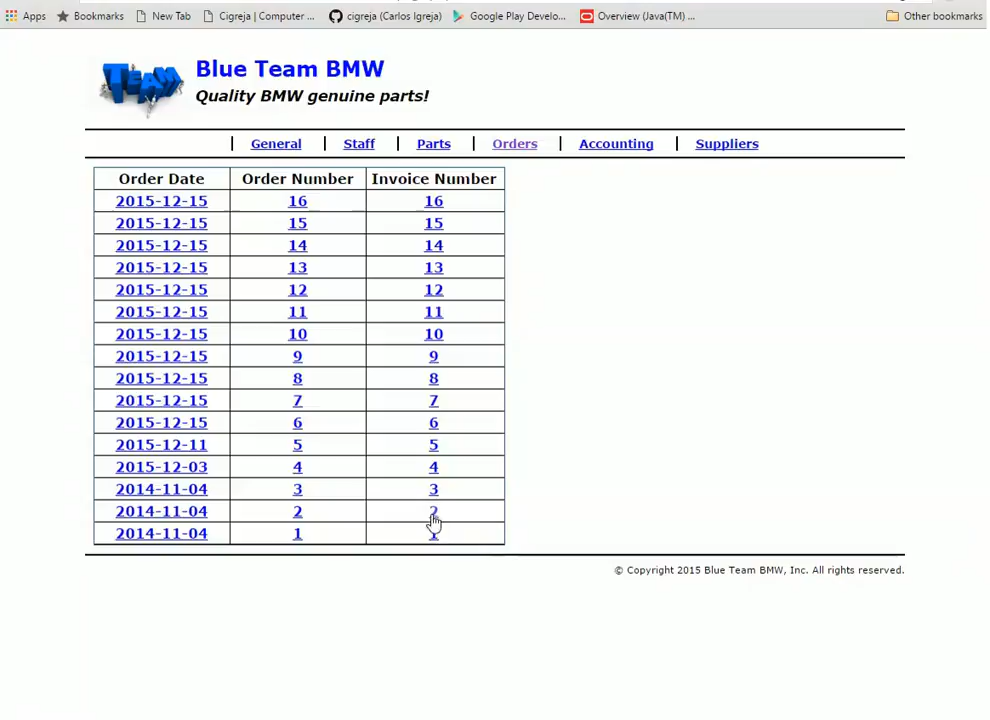 Apps Bookmarks New Tab Cigreja | Computer ... cigreja (Carlos Igreja) Google Play Develo... Overview (Java(TM) ... Other bookmarks
TEAM
Blue Team BMW
Quality BMW genuine parts!
| General | Staff | Parts | Orders | Accounting | Suppliers
Order Date Order Number Invoice Number
2015-12-15 16 16
2015-12-15 15 15
2015-12-15 14 14
2015-12-15 13 13
2015-12-15 12 12
2015-12-15 11 11
2015-12-15 10 10
2015-12-15 9 9
2015-12-15 8 8
2015-12-15 7 7
2015-12-15 6 6
2015-12-11 5 5
2015-12-03 4 4
2014-11-04 3 3
2014-11-04 2 2
2014-11-04 1 1
© Copyright 2015 Blue Team BMW, Inc. All rights reserved.